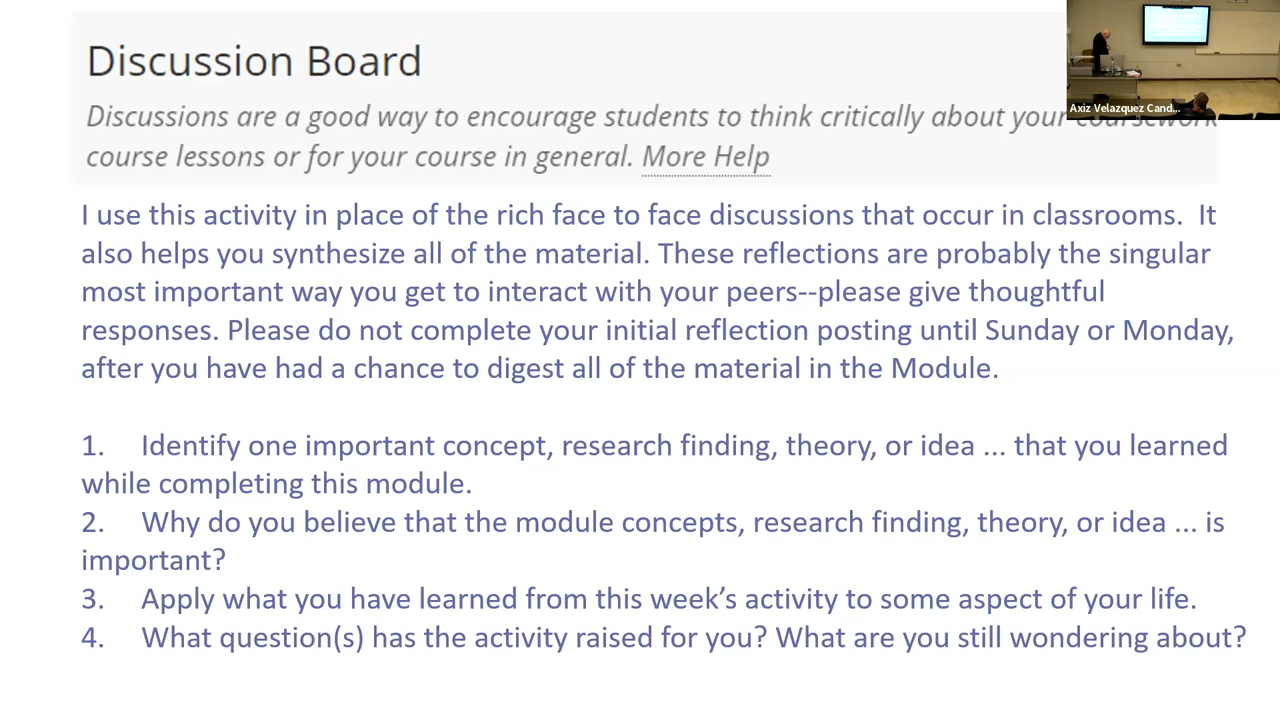 Discussion Board
Discussions are a good way to encourage students to think critically about your coursework
course lessons or for your course in general. More Help
Axiz Velazquez Cand...
I use this activity in place of the rich face to face discussions that occur in classrooms.  It
also helps you synthesize all of the material. These reflections are probably the singular
most important way you get to interact with your peers--please give thoughtful
responses. Please do not complete your initial reflection posting until Sunday or Monday,
after you have had a chance to digest all of the material in the Module.
1. Identify one important concept, research finding, theory, or idea ... that you learned
while completing this module.
2. Why do you believe that the module concepts, research finding, theory, or idea ... is
important?
3. Apply what you have learned from this week’s activity to some aspect of your life.
4. What question(s) has the activity raised for you? What are you still wondering about?